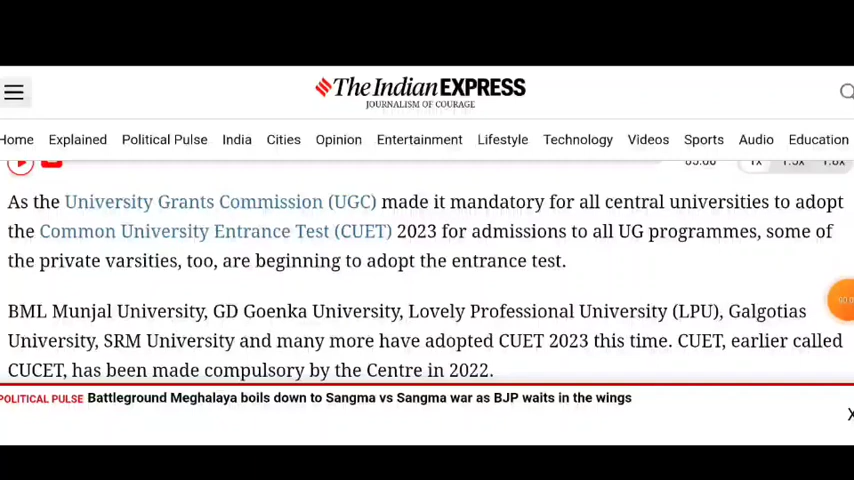 The Indian EXPRESS
JOURNALISM OF COURAGE
Home Explained Political Pulse India Cities Opinion Entertainment Lifestyle Technology Videos Sports Audio Education
1x 1.5x 1.8x
As the University Grants Commission (UGC) made it mandatory for all central universities to adopt
the Common University Entrance Test (CUET) 2023 for admissions to all UG programmes, some of
the private varsities, too, are beginning to adopt the entrance test.
BML Munjal University, GD Goenka University, Lovely Professional University (LPU), Galgotias
University, SRM University and many more have adopted CUET 2023 this time. CUET, earlier called
CUCET, has been made compulsory by the Centre in 2022.
POLITICAL PULSE Battleground Meghalaya boils down to Sangma vs Sangma war as BJP waits in the wings
X